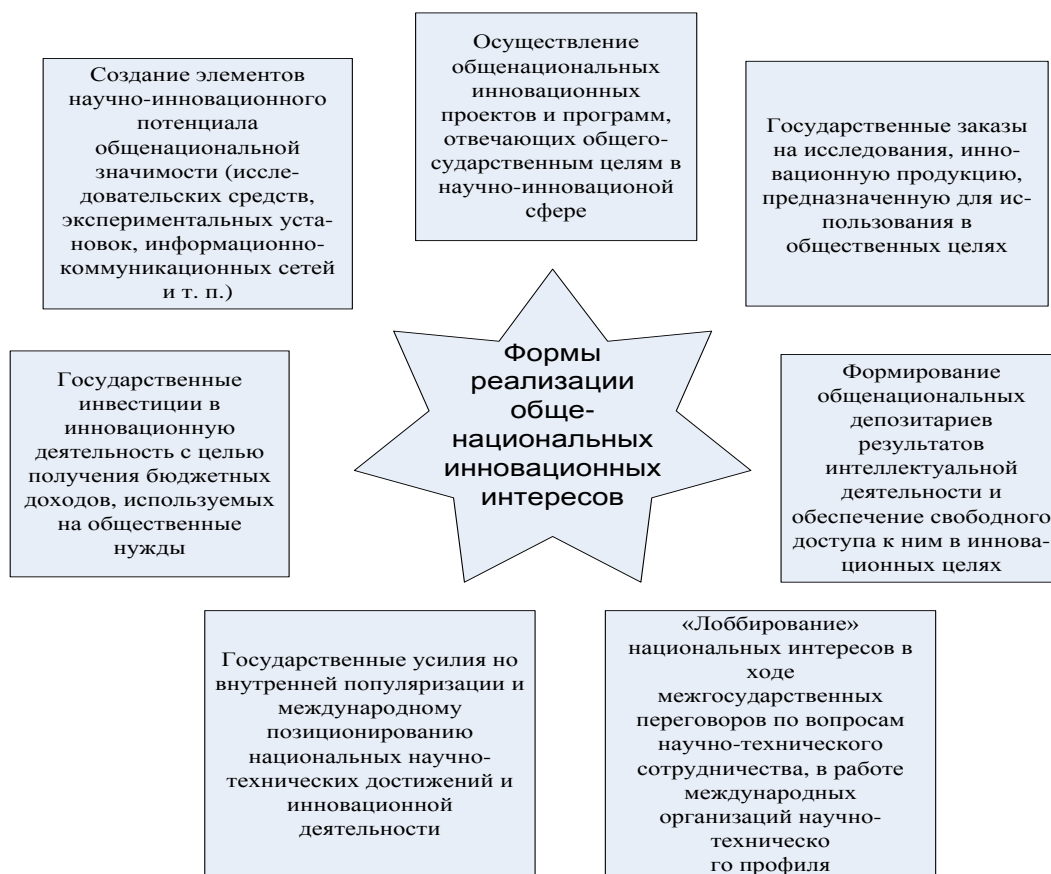 Осуществление
общенациональных
инновационных
проектов и программ,
отвечающих общего-
сударственным целям в
научно-инновационой
сфере
Создание элементов
научно-инновационного
потенциала
общенациональной
значимости (иссле-
довательских средств,
экспериментальных уста-
новок, информационно-
коммуникационных сетей
и т. п.)
Государственные заказы
на исследования, инно-
вационную продукцию,
предназначенную для ис-
пользования в
общественных целях
Формы
реализации
обще-
национальных
инновационных
интересов
Государственные
инвестиции в
инновационную
деятельность с целью
получения бюджетных
доходов, используемых
на общественные
нужды
Формирование
общенациональных
депозитариев
результатов
интеллектуальной
деятельности и
обеспечение свободного
доступа к ним в иннова-
ционных целях
Государственные усилия но
внутренней популяризации и
международному
позиционированию
национальных научно-
технических достижений и
инновационной
деятельности
«Лоббирование»
национальных интересов в
ходе
межгосударственных
переговоров по вопросам
научно-технического
сотрудничества, в работе
международных
организаций научно-
техническо
го профиля